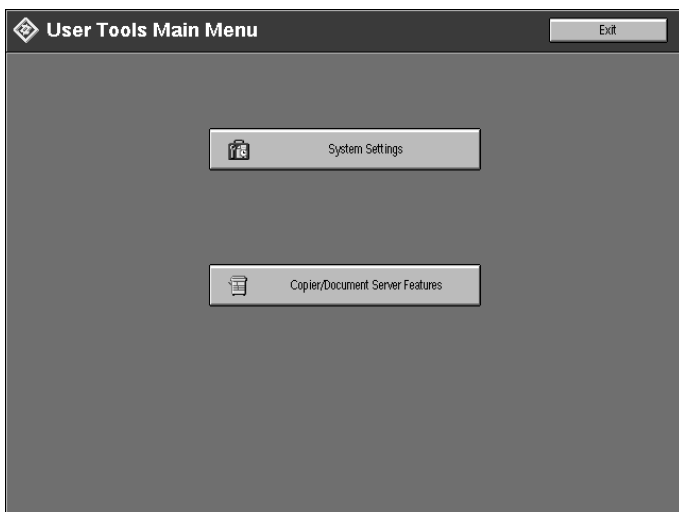 User Tools Main Menu
Exit
System Settings
Copier/Document Server Features